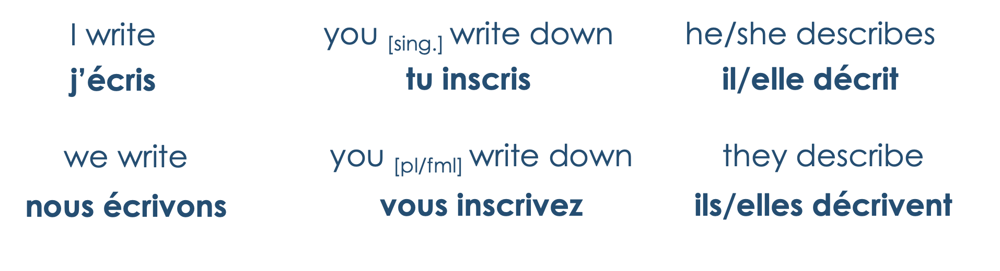 I write
j’écris
you [sing.] write down
tu inscris
he/she describes
il/elle décrit
we write
nous écrivons
you [pl/fml] write down
vous inscrivez
they describe
ils/elles décrivent